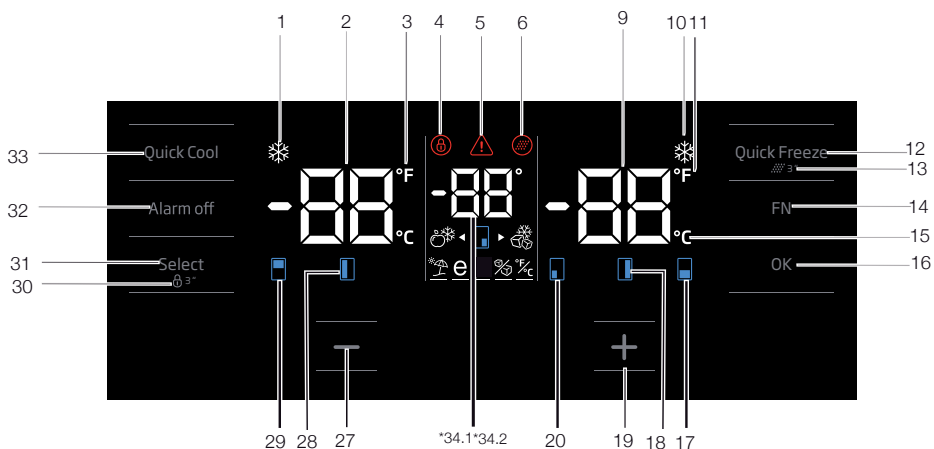 1 2 3 4 5 6 9 10 11
33 Quick Cool -88 °F -88 ° -88 °F Quick Freeze 12
3" 13
32 Alarm off FN 14
°C °C 15
31 Select e % °F/°C OK 16
30 3"
29 28 27 *34.1*34.2 20 19 18 17